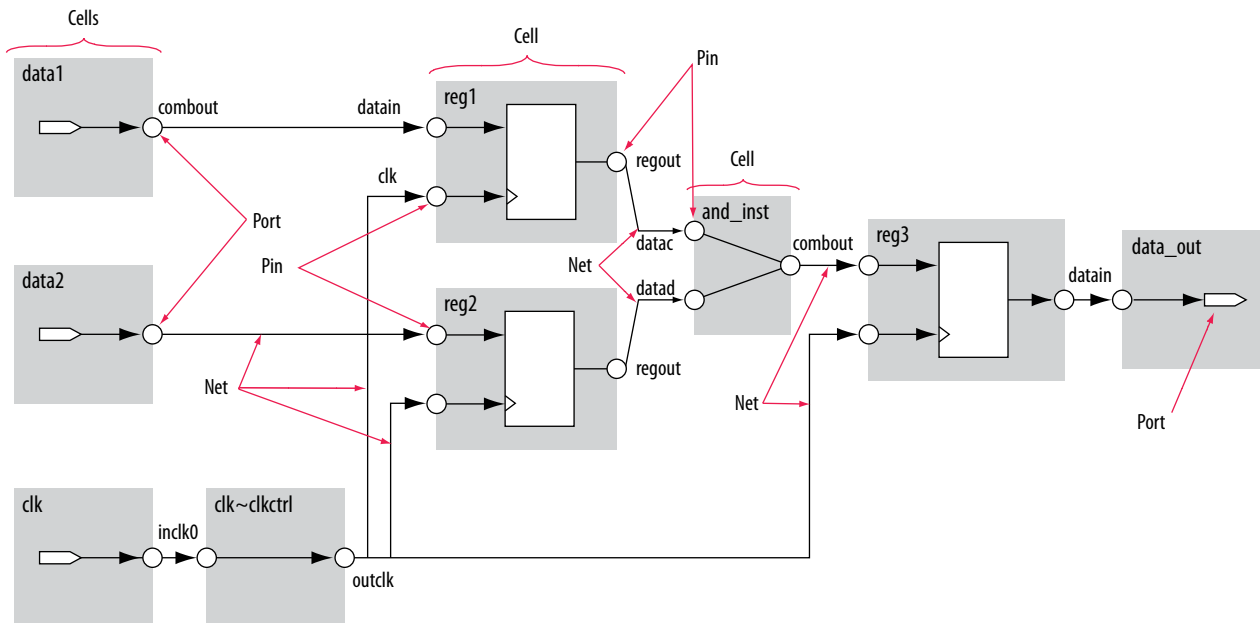 Cells
Cell
Pin
data1
reg1
combout
datain
regout
clk
Cell
and_inst
Port
datac
combout
reg3
data_out
Pin
Net
datain
data2
datad
reg2
regout
Net
Net
Port
clk
clk~clkctrl
inclk0
outclk